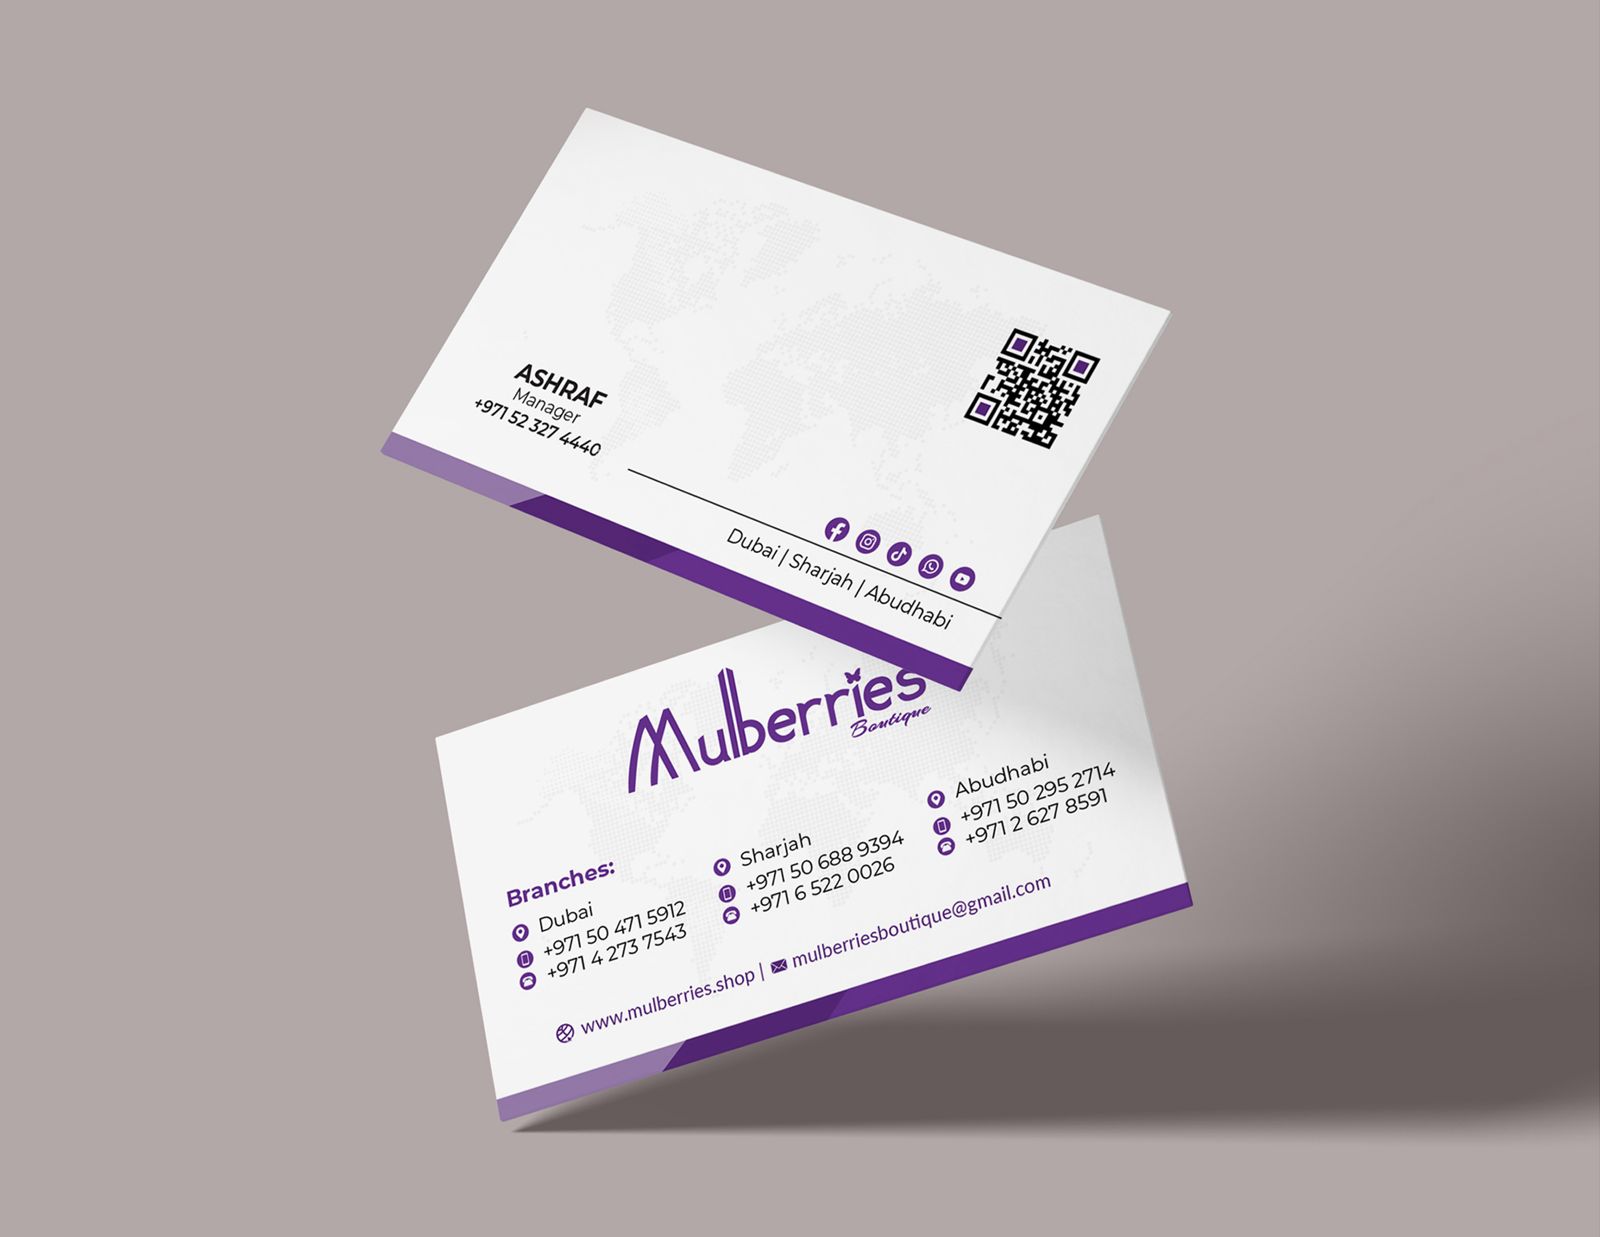 ASHRAF
Manager
+971 52 327 4440
Dubai | Sharjah | Abudhabi
Mulberries
Boutique
Branches:
Dubai
+971 50 471 5912
+971 4 273 7543
Sharjah
+971 50 688 9394
+971 6 522 0026
Abudhabi
+971 50 295 2714
+971 2 627 8591
www.mulberries.shop | mulberriesboutique@gmail.com